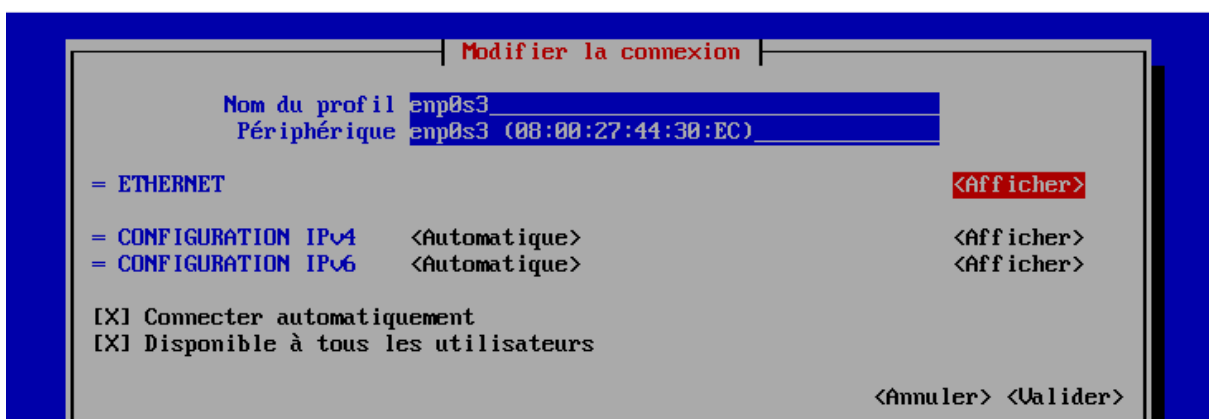 Modifier la connexion
Nom du profil enp0s3
Périphérique enp0s3 (08:00:27:44:30:EC)
= ETHERNET <Afficher>
= CONFIGURATION IPv4 <Automatique> <Afficher>
= CONFIGURATION IPv6 <Automatique> <Afficher>
[X] Connecter automatiquement
[X] Disponible à tous les utilisateurs
<Annuler> <Valider>